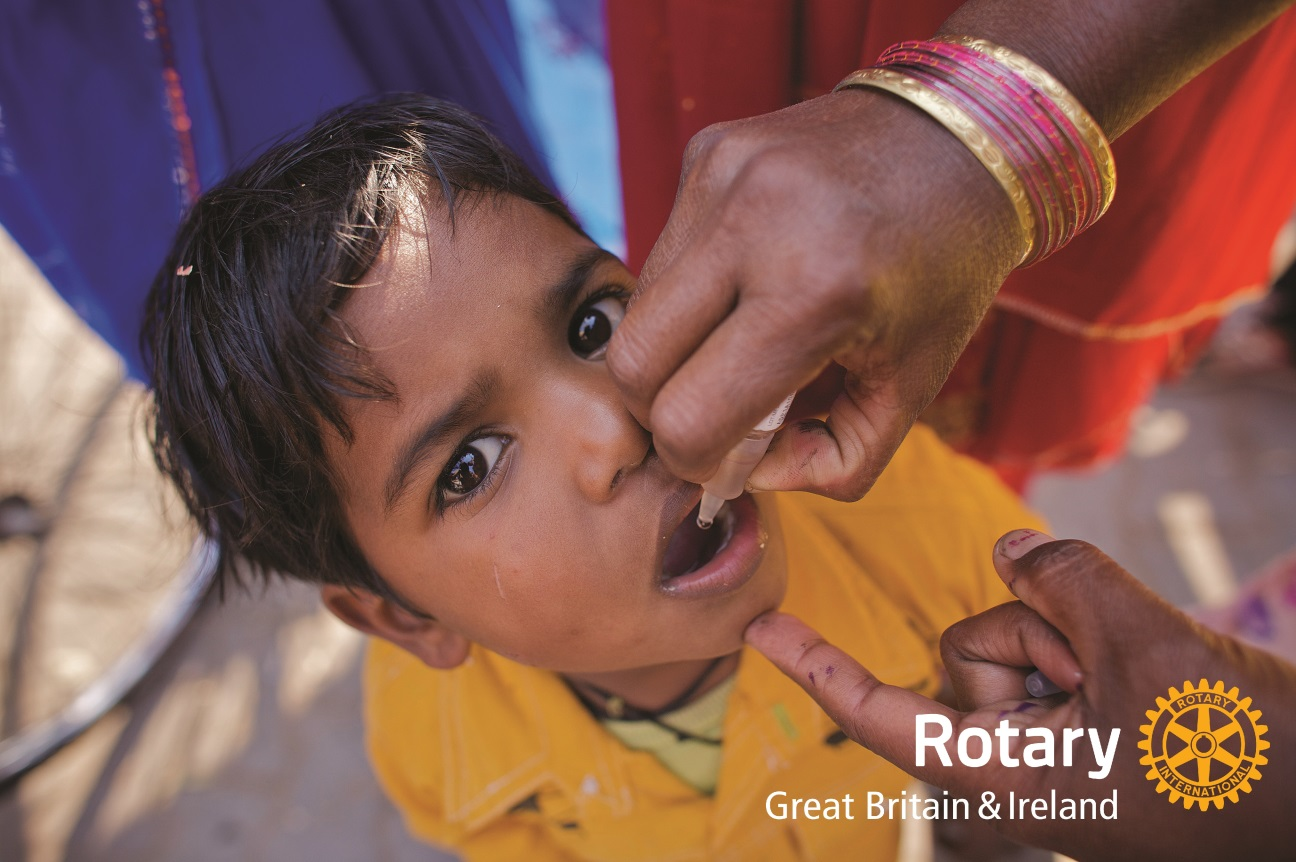 Rotary
Great Britain & Ireland
ROTARY
INTERNATIONAL